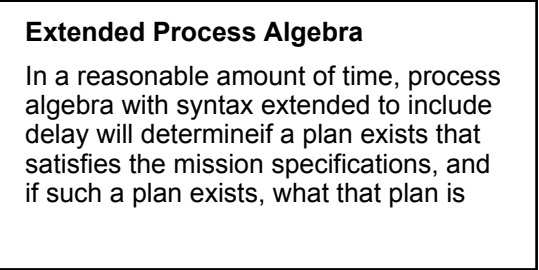 Extended Process Algebra
In a reasonable amount of time, process
algebra with syntax extended to include
delay will determineif a plan exists that
satisfies the mission specifications, and
if such a plan exists, what that plan is